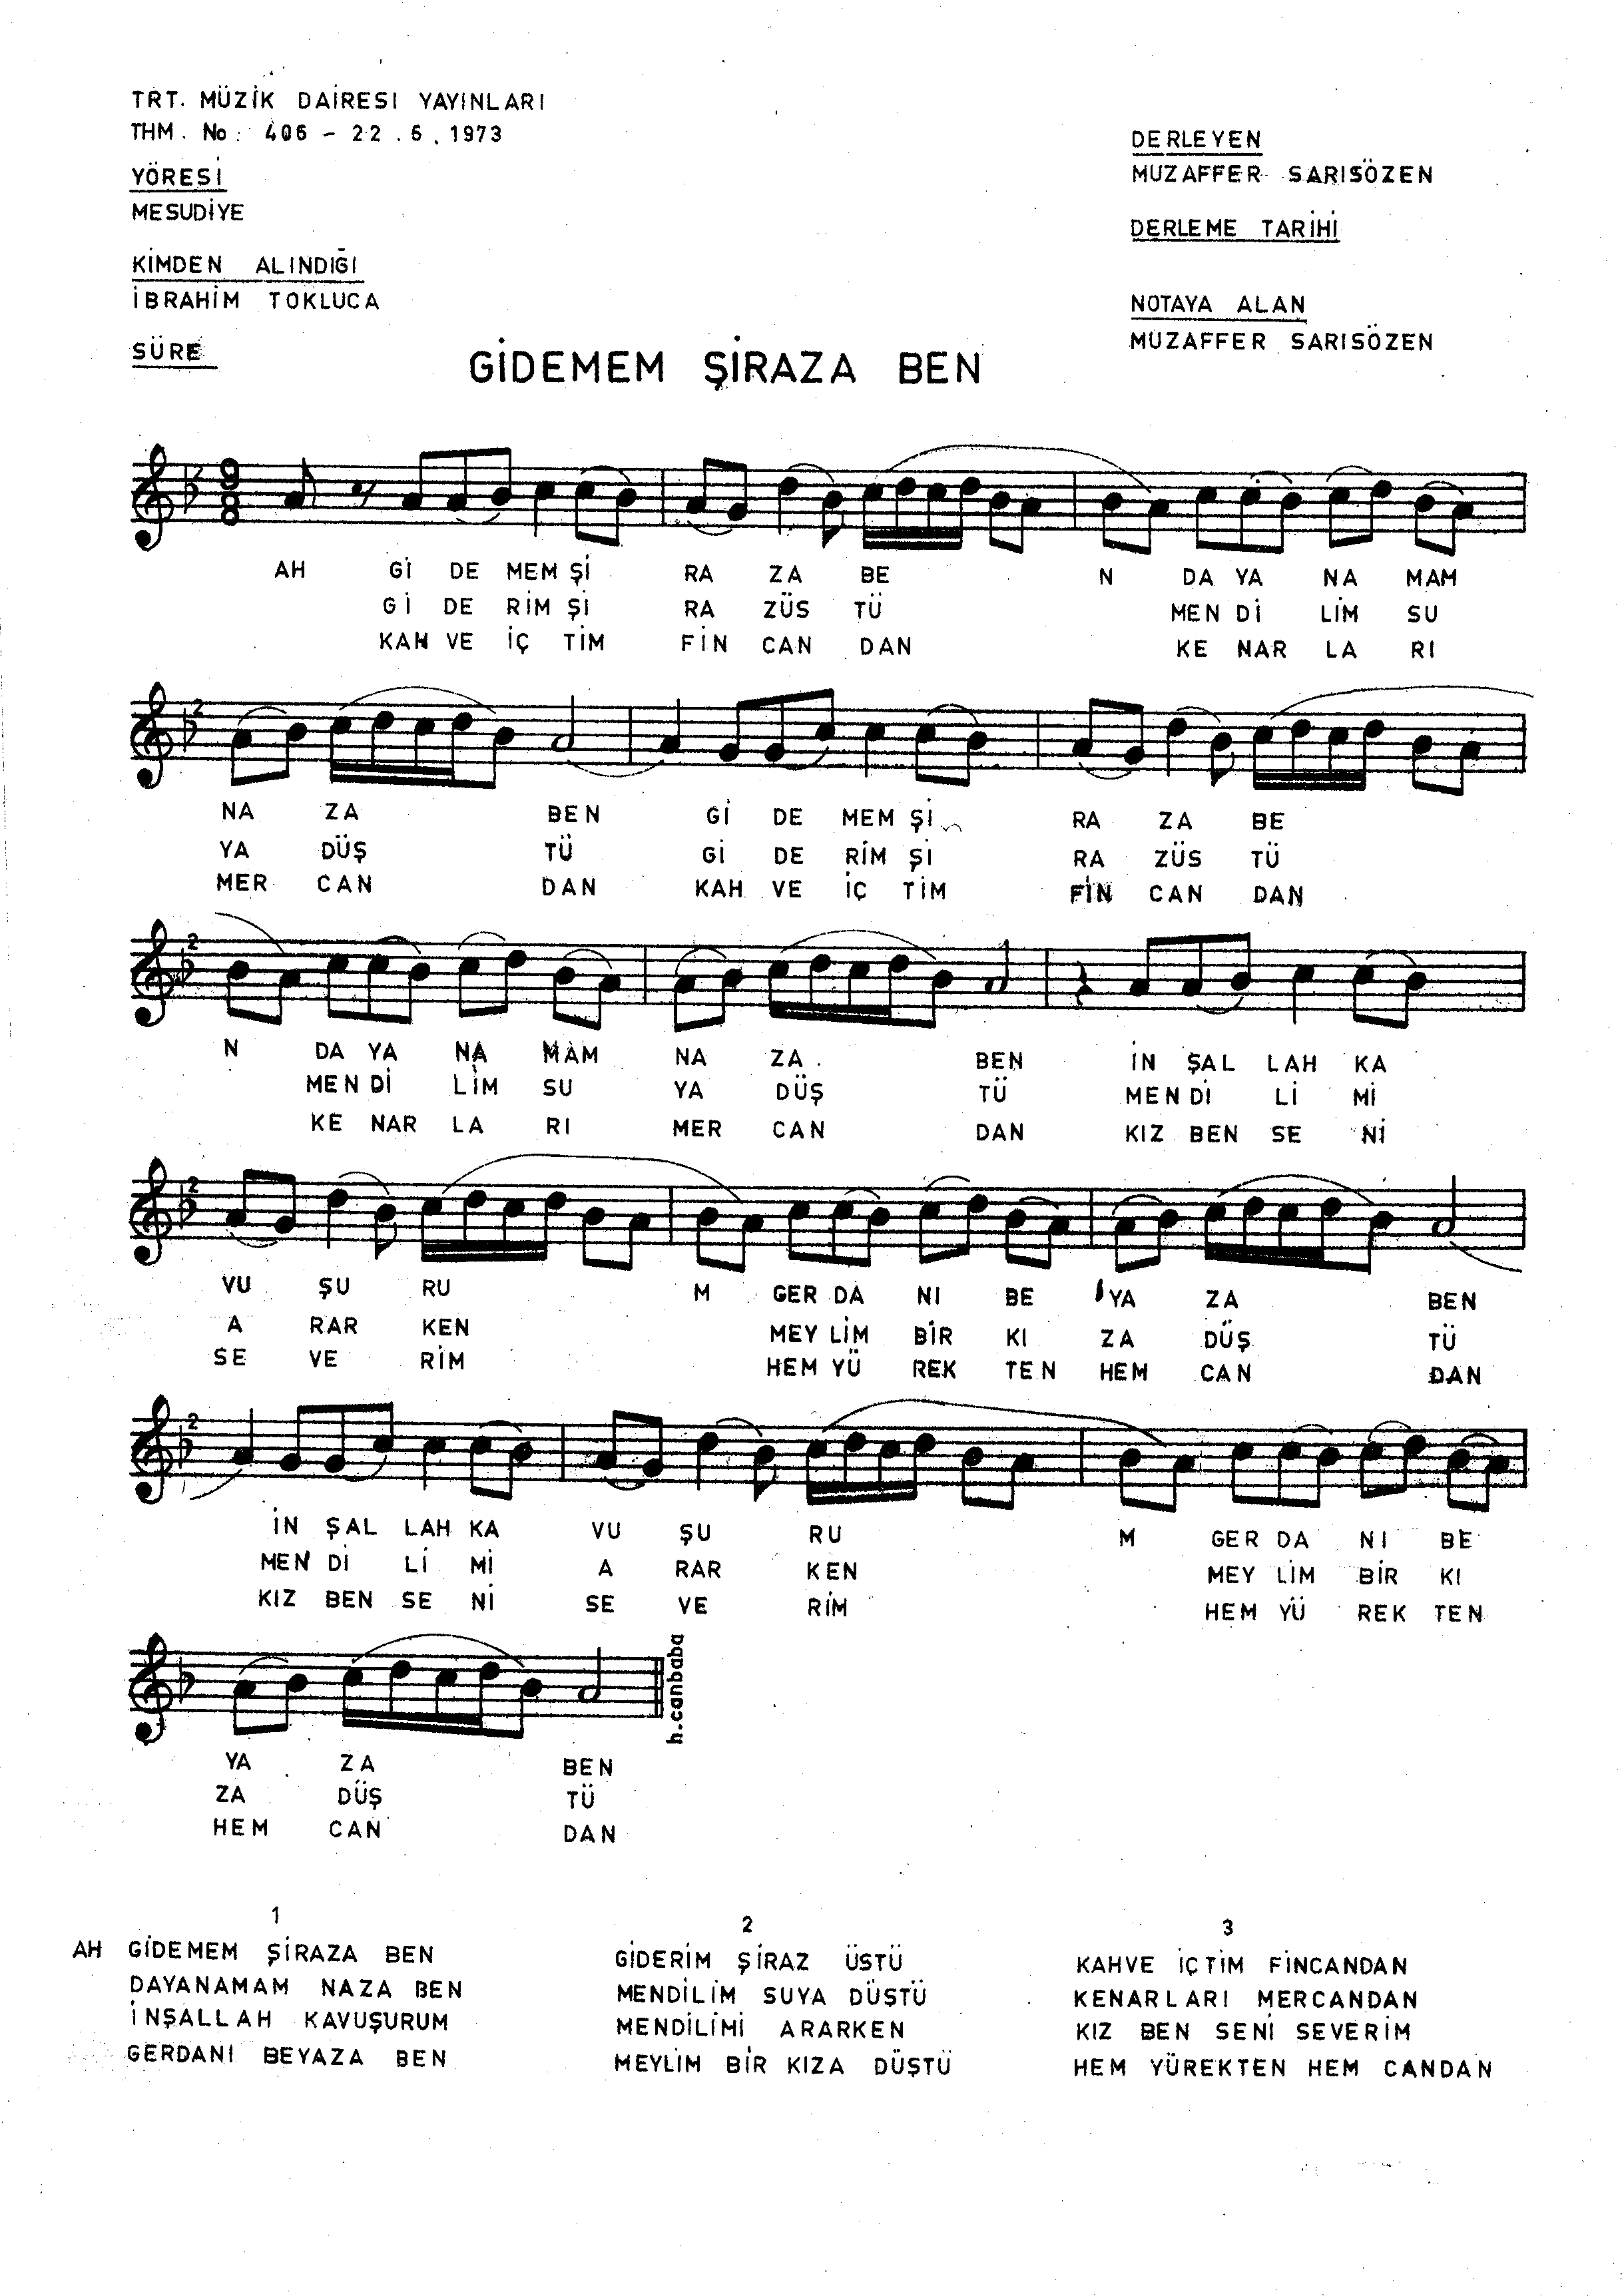 TRT. MÜZİK DAİRESİ YAYINLARI
THM. No: 406 - 22.6.1973
YÖRESİ
MESUDİYE
KİMDEN ALINDIĞI
İBRAHİM TOKLUCA
SÜRE
DERLEYEN
MUZAFFER SARISÖZEN
DERLEME TARİHİ
NOTAYA ALAN
MUZAFFER SARISÖZEN
GİDEMEM ŞİRAZA BEN
9
8
AH Gİ DE MEM Şİ RA ZA BE N DA YA NA MAM
Gİ DE RİM Şİ RA ZÜS TÜ MEN Dİ LİM SU
KAH VE İÇ TİM FİN CAN DAN KE NAR LA RI
NA ZA BEN Gİ DE MEM Şİ RA ZA BE
YA DÜŞ TÜ Gİ DE RİM Şİ RA ZÜS TÜ
MER CAN DAN KAH VE İÇ TİM FİN CAN DAN
N DA YA NA MAM NA ZA BEN İN ŞAL LAH KA
MEN Dİ LİM SU YA DÜŞ TÜ MEN Dİ Lİ Mİ
KE NAR LA RI MER CAN DAN KIZ BEN SE Nİ
VU ŞU RU M GER DA NI BE YA ZA BEN
A RAR KEN MEY LİM BİR KI ZA DÜŞ TÜ
SE VE RİM HEM YÜ REK TEN HEM CAN DAN
İN ŞAL LAH KA VU ŞU RU M GER DA NI BE
MEN Dİ Lİ Mİ A RAR KEN MEY LİM BİR KI
KIZ BEN SE Nİ SE VE RİM HEM YÜ REK TEN
h.canbaba
YA ZA BEN
ZA DÜŞ TÜ
HEM CAN DAN
1
AH GİDEMEM ŞİRAZA BEN
DAYANAMAM NAZA BEN
İNŞALLAH KAVUŞURUM
GERDANI BEYAZA BEN
2
GİDERİM ŞİRAZ ÜSTÜ
MENDİLİM SUYA DÜŞTÜ
MENDİLİMİ ARARKEN
MEYLİM BİR KIZA DÜŞTÜ
3
KAHVE İÇTİM FİNCANDAN
KENARLARI MERCANDAN
KIZ BEN SENİ SEVERİM
HEM YÜREKTEN HEM CANDAN